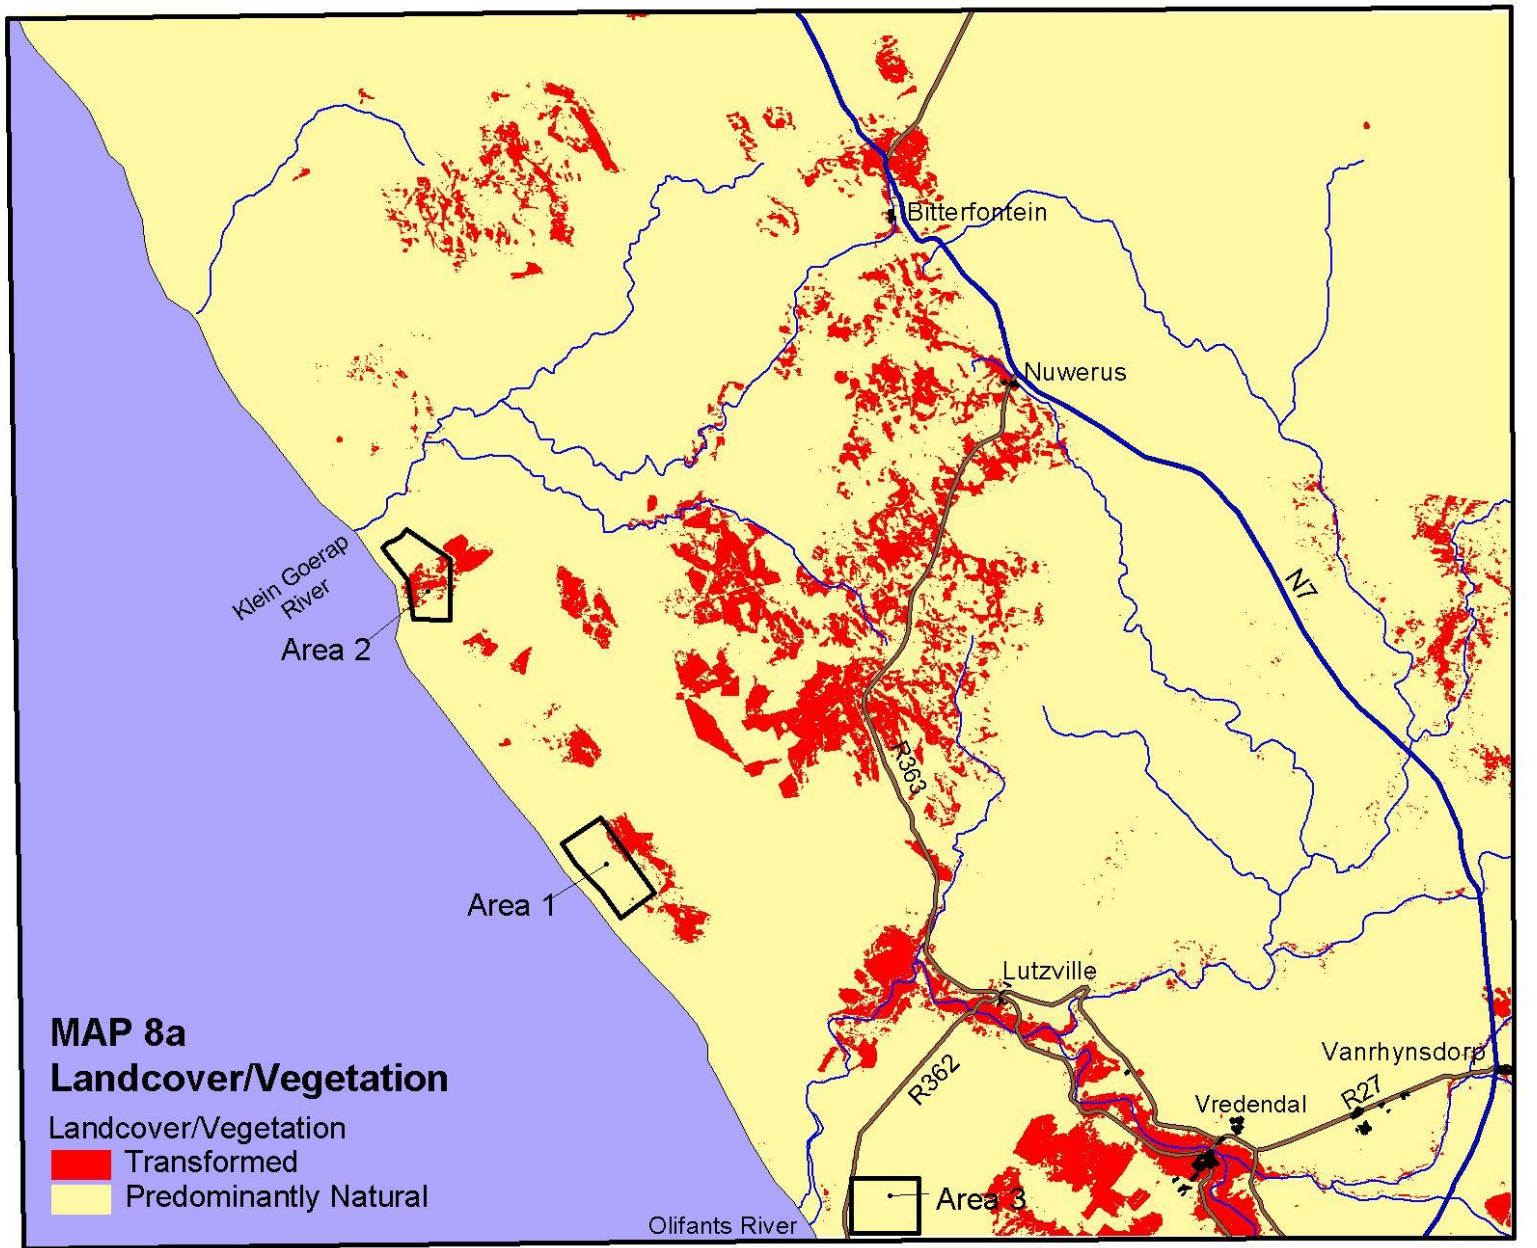 Bitterfontein
Nuwerus
N7
Klein Goerap
River
Area 2
R363
Area 1
Lutzville
MAP 8a
Landcover/Vegetation
Landcover/Vegetation
Transformed
Predominantly Natural
R362
Vanrhynsdorp
R27
Vredendal
Area 3
Olifants River